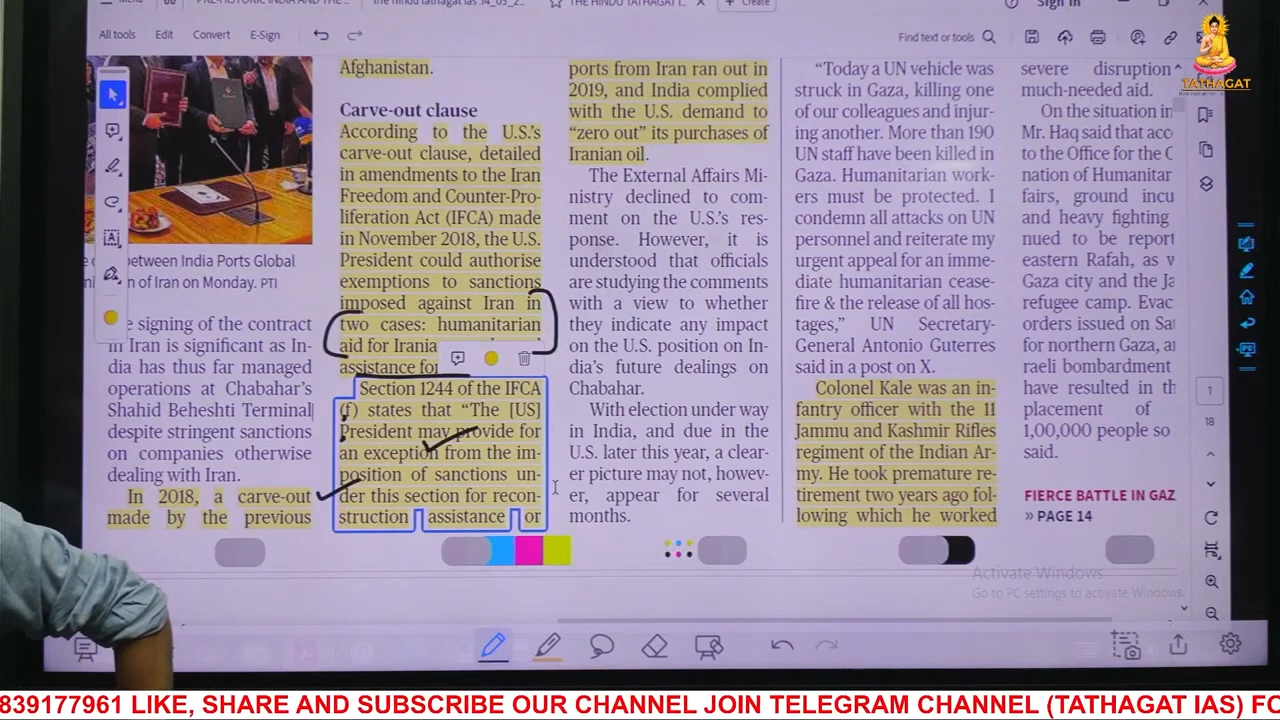 Menu
PRE-HISTORIC INDIA AND THE ...
the hindu tathagat ias 14_05_2...
THE HINDU TATHAGAT I...
Create
Sign in
All tools Edit Convert E-Sign
Find text or tools
TATHAGAT
between India Ports Global
n of Iran on Monday. PTI
e signing of the contract
in Iran is significant as In-
dia has thus far managed
operations at Chabahar’s
Shahid Beheshti Terminal
despite stringent sanctions
on companies otherwise
dealing with Iran.
In 2018, a carve-out
made by the previous
Afghanistan.
Carve-out clause
According to the U.S.’s
carve-out clause, detailed
in amendments to the Iran
Freedom and Counter-Pro-
liferation Act (IFCA) made
in November 2018, the U.S.
President could authorise
exemptions to sanctions
imposed against Iran in
two cases: humanitarian
aid for Irania
assistance for
Section 1244 of the IFCA
(f) states that “The [US]
President may provide for
an exception from the im-
position of sanctions un-
der this section for recon-
struction assistance or
ports from Iran ran out in
2019, and India complied
with the U.S. demand to
“zero out” its purchases of
Iranian oil.
The External Affairs Mi-
nistry declined to com-
ment on the U.S.’s res-
ponse. However, it is
understood that officials
are studying the comments
with a view to whether
they indicate any impact
on the U.S. position on In-
dia’s future dealings on
Chabahar.
With election under way
in India, and due in the
U.S. later this year, a clear-
er picture may not, howev-
er, appear for several
months.
“Today a UN vehicle was
struck in Gaza, killing one
of our colleagues and injur-
ing another. More than 190
UN staff have been killed in
Gaza. Humanitarian work-
ers must be protected. I
condemn all attacks on UN
personnel and reiterate my
urgent appeal for an imme-
diate humanitarian cease-
fire & the release of all hos-
tages,” UN Secretary-
General Antonio Guterres
said in a post on X.
Colonel Kale was an in-
fantry officer with the 11
Jammu and Kashmir Rifles
regiment of the Indian Ar-
my. He took premature re-
tirement two years ago fol-
lowing which he worked
severe disruption
much-needed aid.
On the situation in
Mr. Haq said that acc
to the Office for the C
nation of Humanitar
fairs, ground incu
and heavy fighting
nued to be report
eastern Rafah, as w
Gaza city and the Ja
refugee camp. Evac
orders issued on Sat
for northern Gaza, a
raeli bombardment
have resulted in th
placement of
1,00,000 people so
said.
FIERCE BATTLE IN GAZ
» PAGE 14
1
18
Activate Windows
Go to PC settings to activate Windows.
839177961 LIKE, SHARE AND SUBSCRIBE OUR CHANNEL JOIN TELEGRAM CHANNEL (TATHAGAT IAS) FO